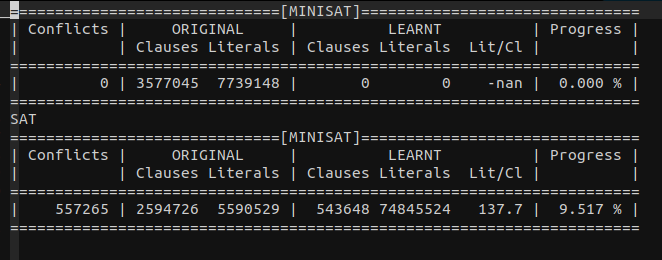 ============================[MINISAT]=============================
| Conflicts |     ORIGINAL     |          LEARNT          | Progress |
|           | Clauses Literals | Clauses Literals  Lit/Cl |          |
==================================================================
|         0 | 3577045  7739148 |       0        0    -nan |  0.000 % |
==================================================================
SAT
============================[MINISAT]=============================
| Conflicts |     ORIGINAL     |          LEARNT          | Progress |
|           | Clauses Literals | Clauses Literals  Lit/Cl |          |
==================================================================
|    557265 | 2594726  5590529 |  543648 74845524   137.7 |  9.517 % |
==================================================================